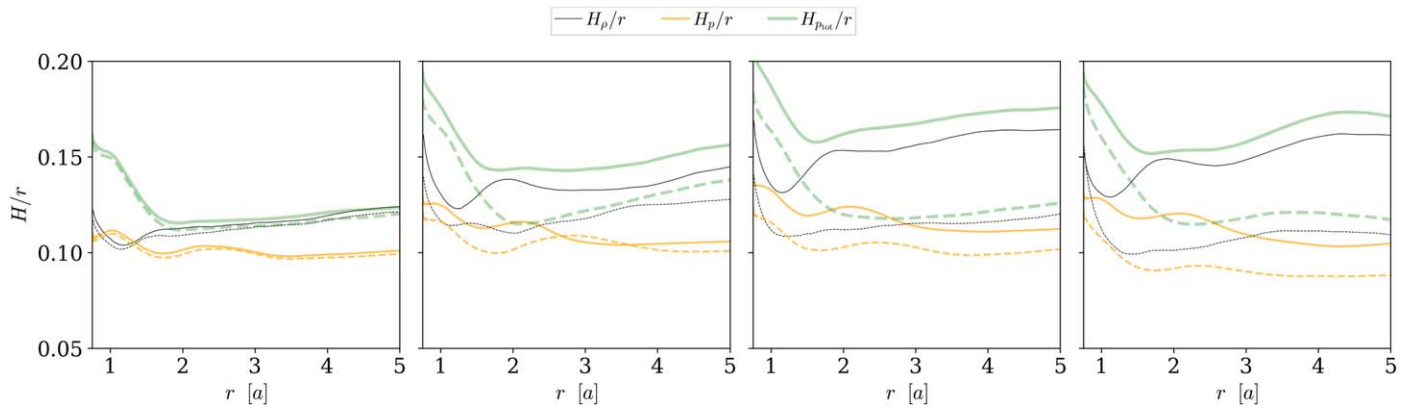 H_ρ/r H_p/r H_{p_tot}/r
0.20
0.15
0.10
0.05
H/r
1 2 3 4 5 1 2 3 4 5 1 2 3 4 5 1 2 3 4 5
r [a] r [a] r [a] r [a]